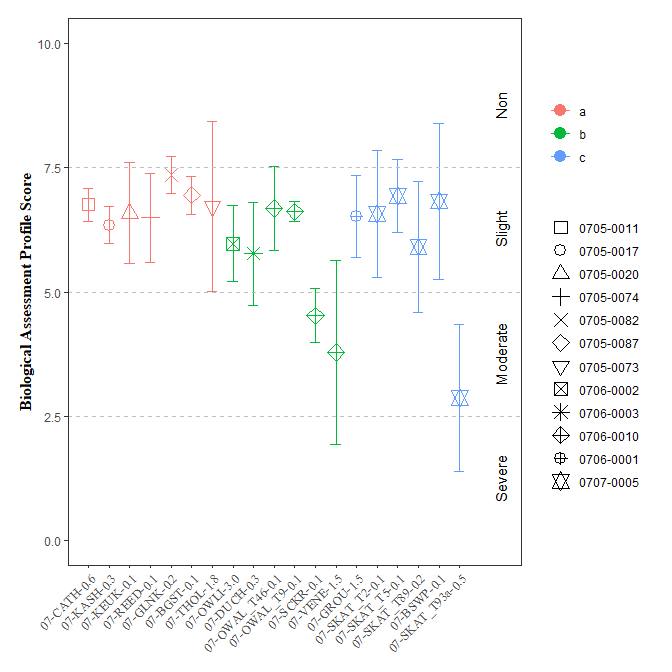 Biological Assessment Profile Score
10.0
7.5
5.0
2.5
0.0
Non
Slight
Moderate
Severe
07-CATH-0.6
07-KASH-0.3
07-KEUK-0.1
07-REED-0.1
07-GLNK-0.2
07-BGST-0.1
07-THOL-1.8
07-OWLI-3.0
07-DUCH-0.3
07-OWAL_T46-0.1
07-OWAL_T9-0.1
07-SCKR-0.1
07-VENE-1.5
07-GROU-1.5
07-SKAT_T2-0.1
07-SKAT_T5-0.1
07-SKAT_T89-0.2
07-BSWP-0.1
07-SKAT_T93a-0.5
a
b
c
0705-0011
0705-0017
0705-0020
0705-0074
0705-0082
0705-0087
0705-0073
0706-0002
0706-0003
0706-0010
0706-0001
0707-0005